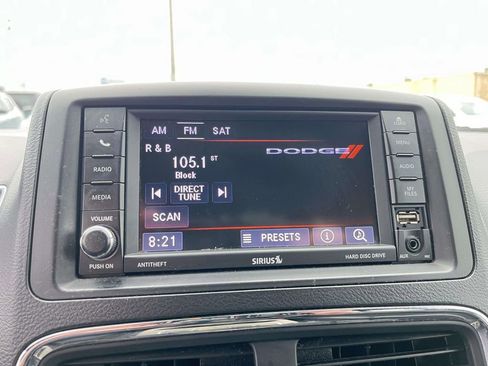 AM FM SAT
R & B
105.1 ST
Block
DODGE
DIRECT
TUNE
SCAN
8:21 PRESETS
RADIO
MEDIA
VOLUME
PUSH ON
MENU
AUDIO
MY
FILES
AUX
ANTITHEFT SIRIUS HARD DISC DRIVE